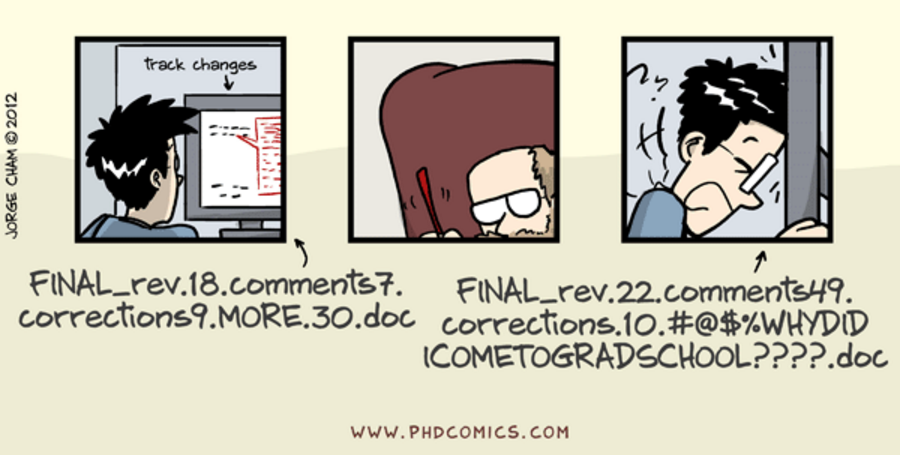 JORGE CHAM © 2012
track changes
FINAL_rev.18.comments7.
corrections9.MORE.30.doc
FINAL_rev.22.comments49.
corrections.10.#@$%WHYDID
ICOMETOGRADSCHOOL????.doc
WWW.PHDCOMICS.COM